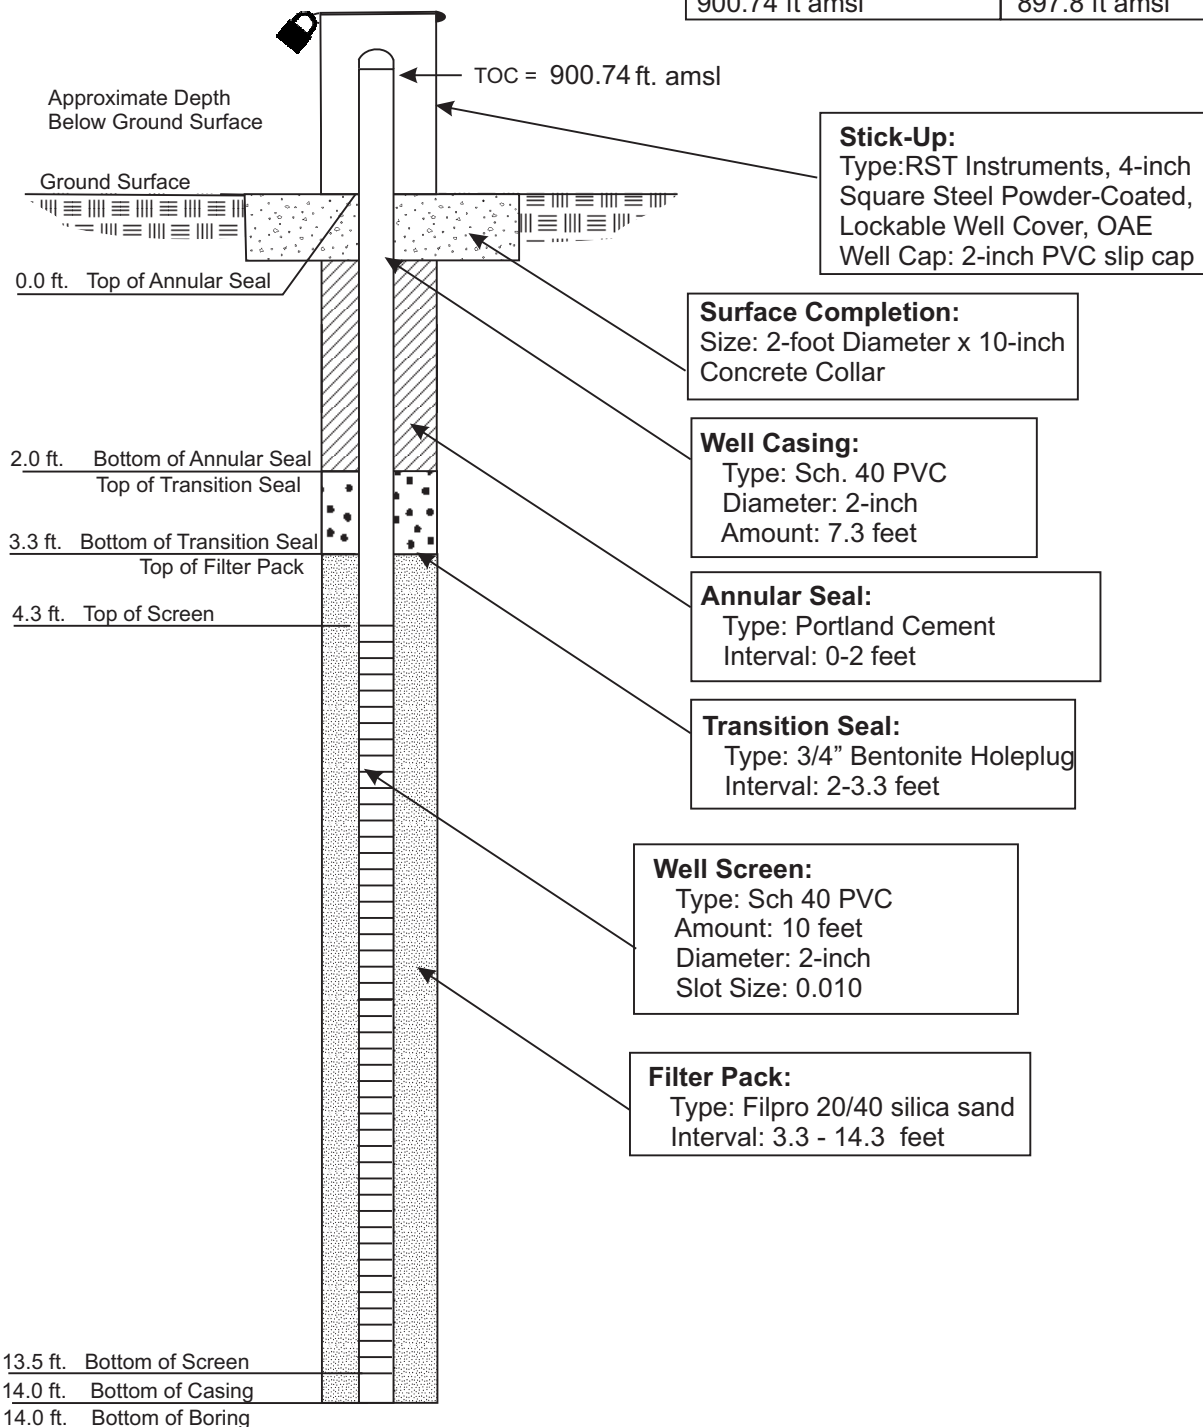 900.74 ft amsl
897.8 ft amsl
TOC = 900.74 ft. amsl
Approximate Depth
Below Ground Surface
Stick-Up:
Type:RST Instruments, 4-inch
Square Steel Powder-Coated,
Lockable Well Cover, OAE
Well Cap: 2-inch PVC slip cap
Ground Surface
0.0 ft. Top of Annular Seal
Surface Completion:
Size: 2-foot Diameter x 10-inch
Concrete Collar
Well Casing:
Type: Sch. 40 PVC
Diameter: 2-inch
Amount: 7.3 feet
2.0 ft. Bottom of Annular Seal
Top of Transition Seal
3.3 ft. Bottom of Transition Seal
Top of Filter Pack
Annular Seal:
Type: Portland Cement
Interval: 0-2 feet
4.3 ft. Top of Screen
Transition Seal:
Type: 3/4” Bentonite Holeplug
Interval: 2-3.3 feet
Well Screen:
Type: Sch 40 PVC
Amount: 10 feet
Diameter: 2-inch
Slot Size: 0.010
Filter Pack:
Type: Filpro 20/40 silica sand
Interval: 3.3 - 14.3 feet
13.5 ft. Bottom of Screen
14.0 ft. Bottom of Casing
14.0 ft. Bottom of Boring